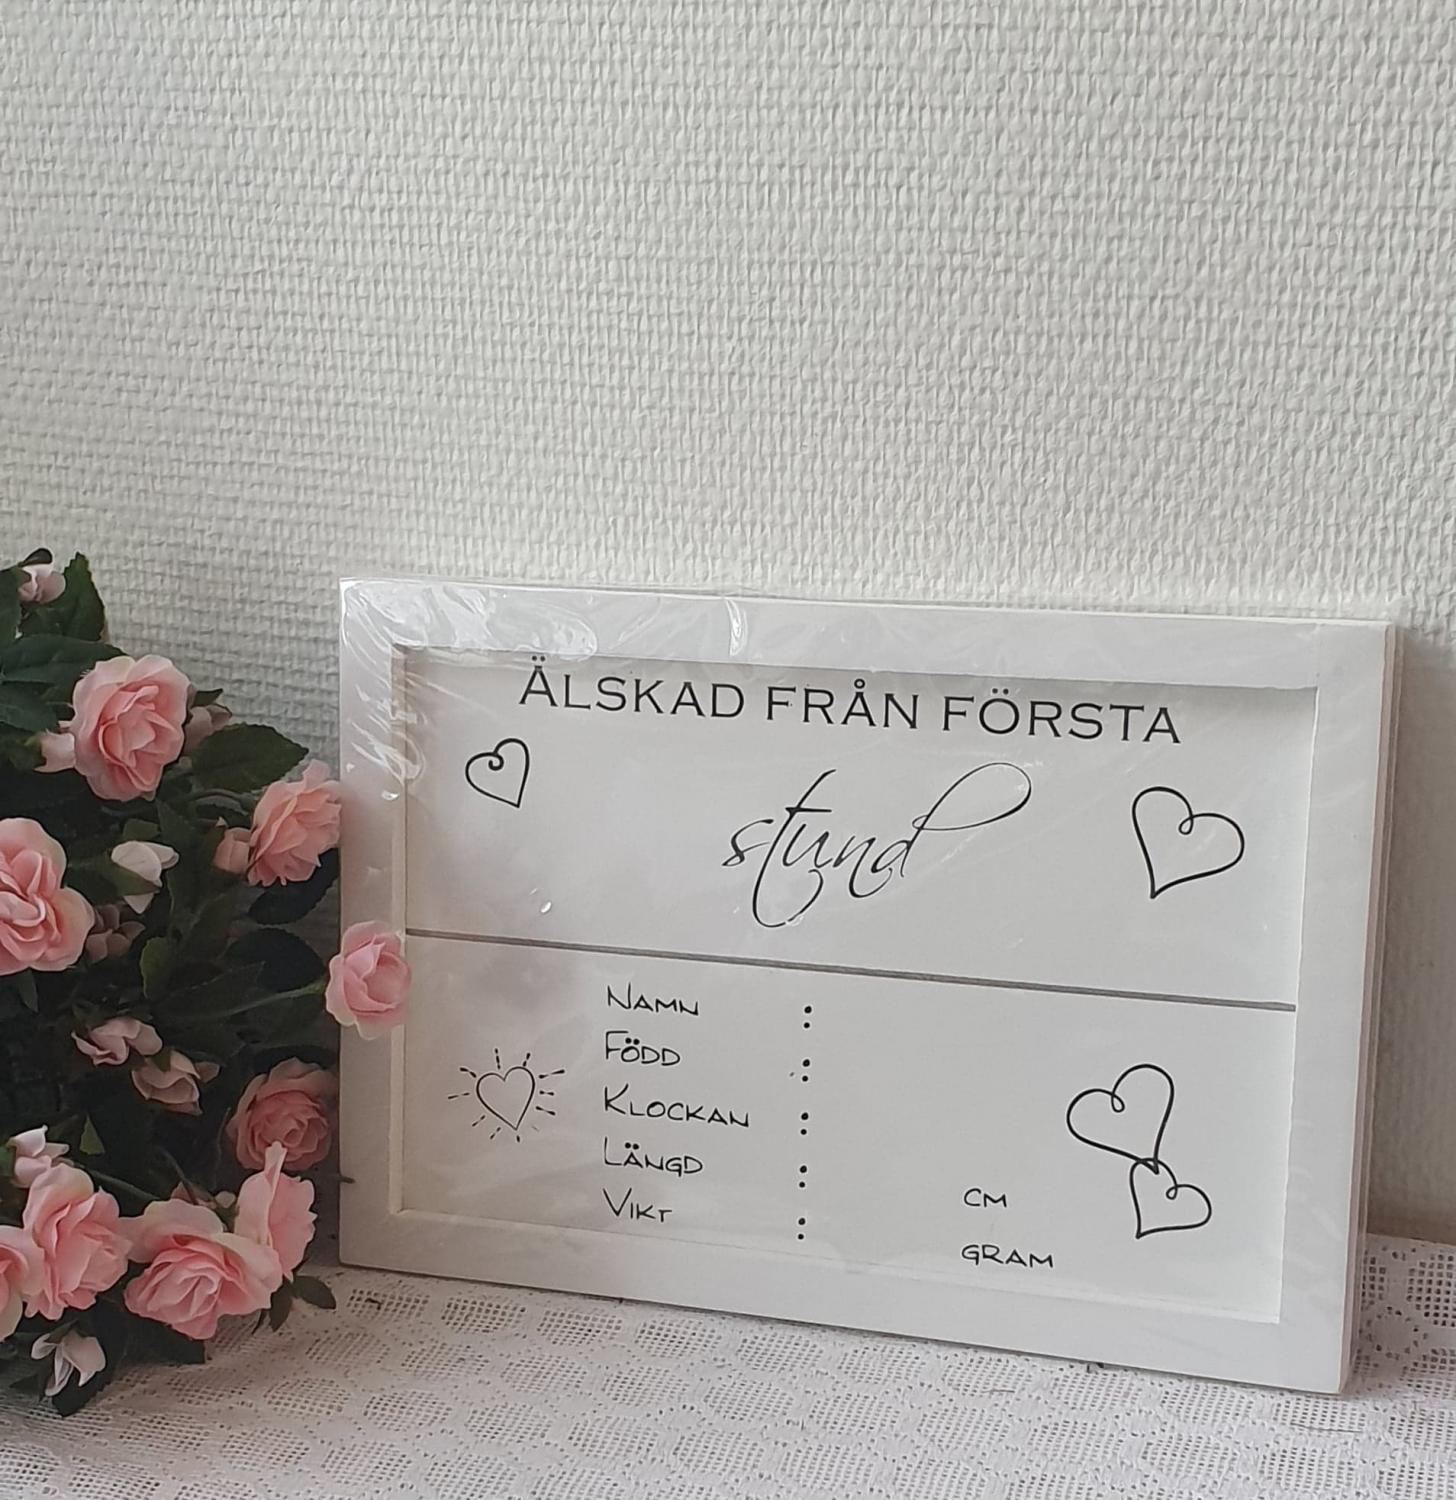 ÄLSKAD FRÅN FÖRSTA
stund
NAMN :
FÖDD :
KLOCKAN :
LÄNGD : CM
VIKT : GRAM